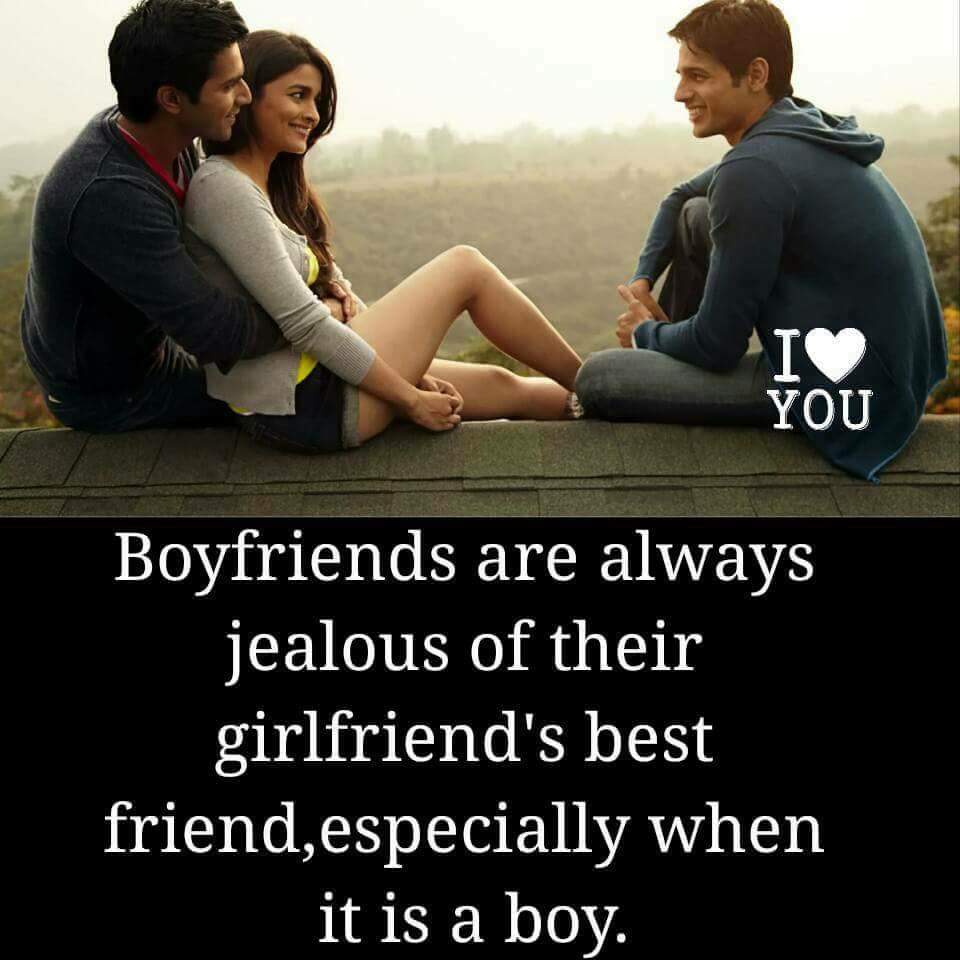 I🤍
YOU
Boyfriends are always
jealous of their
girlfriend's best
friend,especially when
it is a boy.